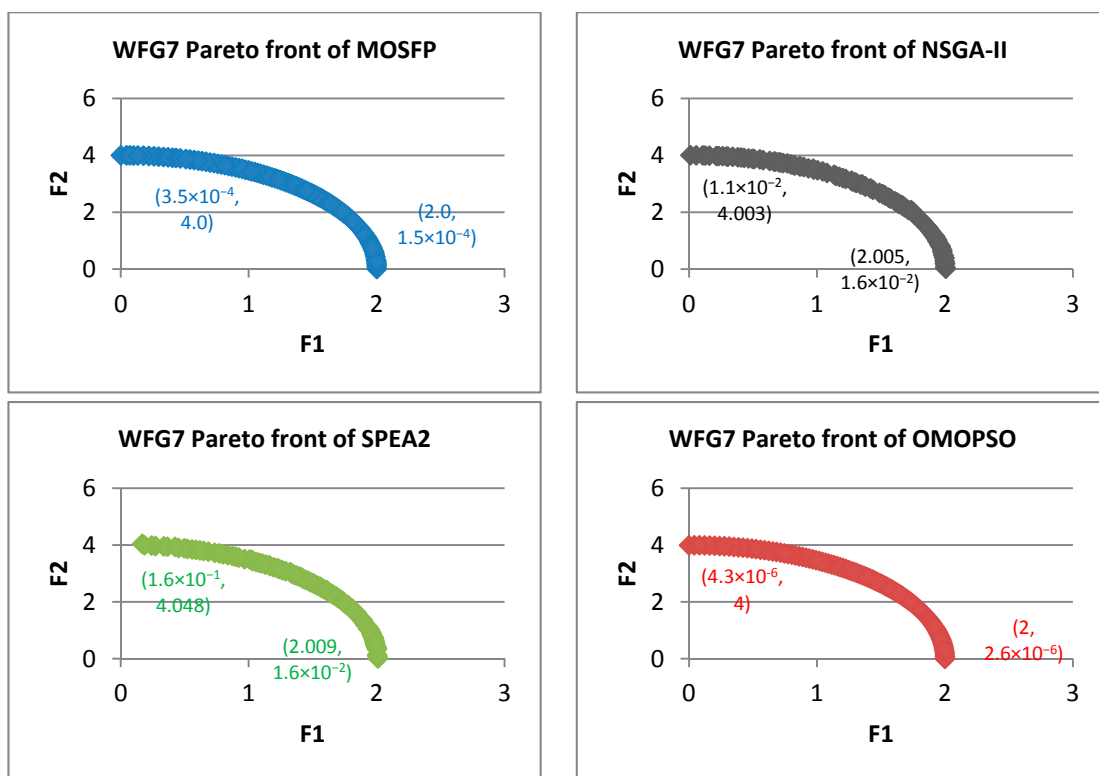 WFG7 Pareto front of MOSFP
6
4
2
0
F2
(3.5×10⁻⁴,
4.0)
(2.0,
1.5×10⁻⁴)
0 1 2 3
F1
WFG7 Pareto front of NSGA-II
6
4
2
0
F2
(1.1×10⁻²,
4.003)
(2.005,
1.6×10⁻²)
0 1 2 3
F1
WFG7 Pareto front of SPEA2
6
4
2
0
F2
(1.6×10⁻¹,
4.048)
(2.009,
1.6×10⁻²)
0 1 2 3
F1
WFG7 Pareto front of OMOPSO
6
4
2
0
F2
(4.3×10⁻⁶,
4)
(2,
2.6×10⁻⁶)
0 1 2 3
F1